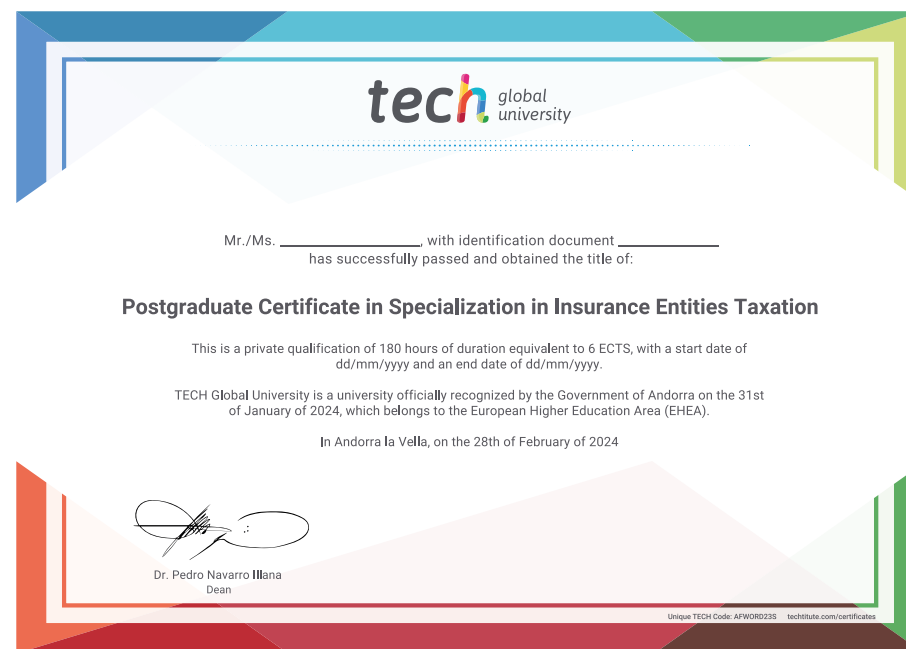 tech global
university
Mr./Ms. ____________________, with identification document ______________
has successfully passed and obtained the title of:
Postgraduate Certificate in Specialization in Insurance Entities Taxation
This is a private qualification of 180 hours of duration equivalent to 6 ECTS, with a start date of
dd/mm/yyyy and an end date of dd/mm/yyyy.
TECH Global University is a university officially recognized by the Government of Andorra on the 31st
of January of 2024, which belongs to the European Higher Education Area (EHEA).
In Andorra la Vella, on the 28th of February of 2024
Dr. Pedro Navarro Illana
Dean
Unique TECH Code: AFWORD23S techtitute.com/certificates